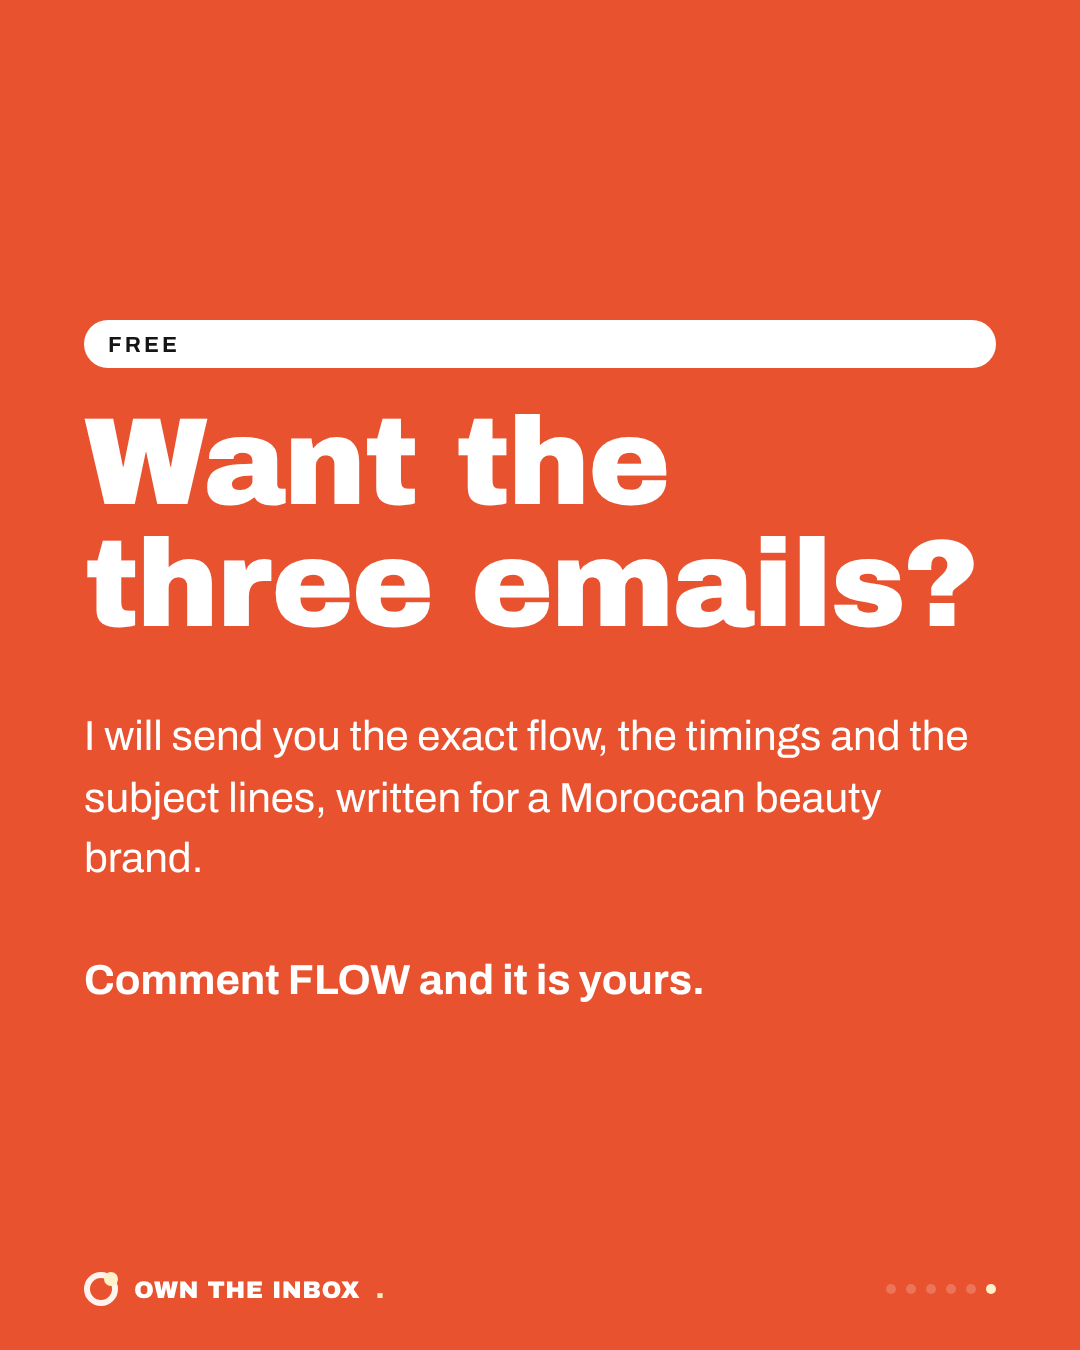 FREE
Want the
three emails?
I will send you the exact flow, the timings and the
subject lines, written for a Moroccan beauty
brand.
Comment FLOW and it is yours.
OWN THE INBOX .